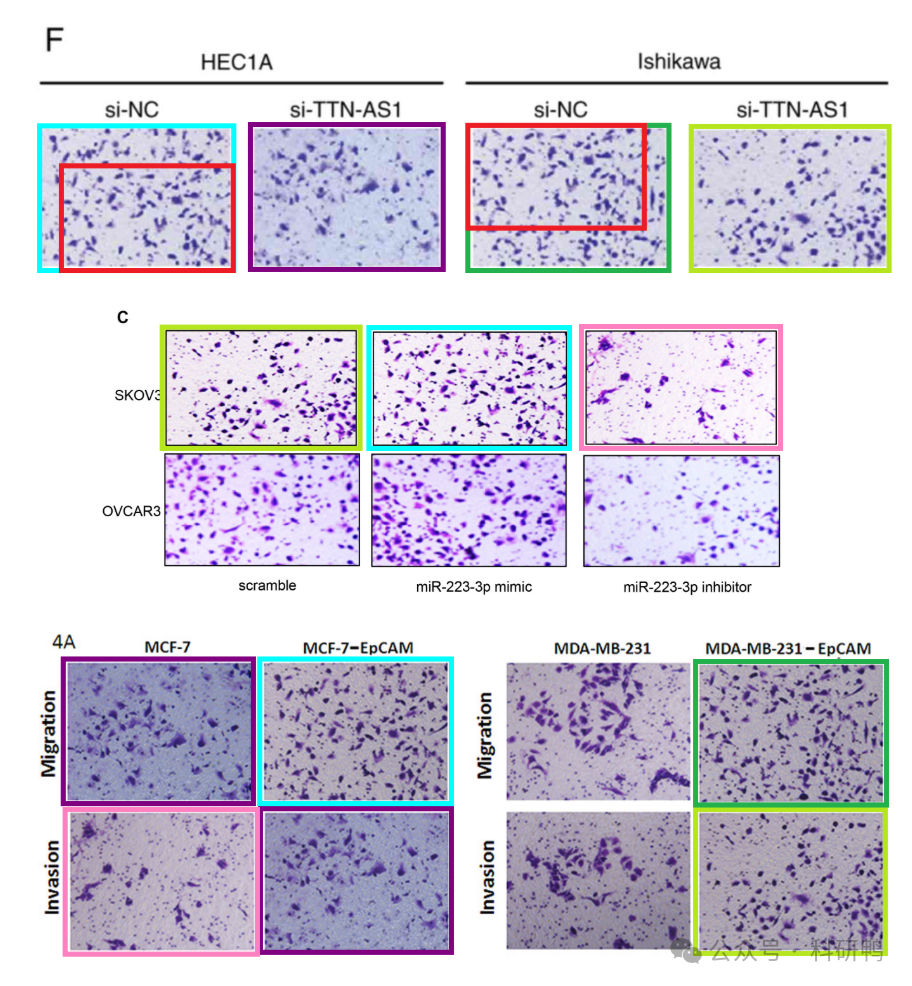 F
HEC1A Ishikawa
si-NC si-TTN-AS1 si-NC si-TTN-AS1
C
SKOV3
OVCAR3
scramble miR-223-3p mimic miR-223-3p inhibitor
4A
MCF-7 MCF-7-EpCAM MDA-MB-231 MDA-MB-231-EpCAM
Migration Migration
Invasion Invasion
公众号 · 科研鸭